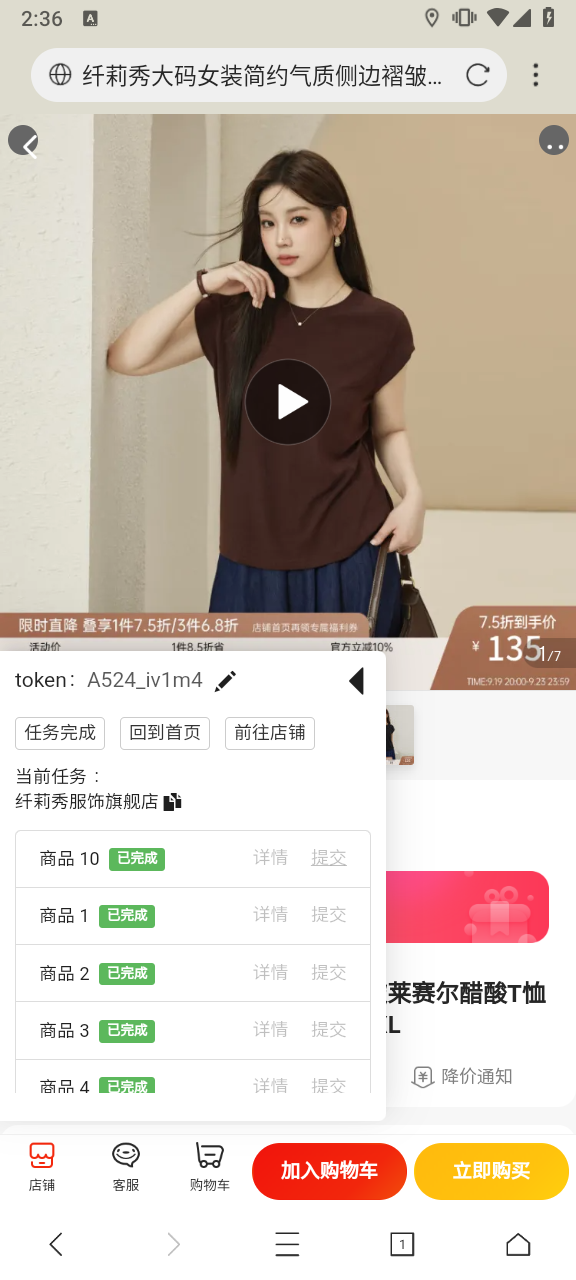 2:36
A
纤莉秀大码女装简约气质侧边褶皱...
限时直降 叠享1件7.5折/3件6.8折
店铺首页再领专属福利券
7.5折到手价
活动价
1件8.5折省
官方立减10%
¥ 135
1/7
TIME:9.19 20:00-9.23 23:59
token: A524_iv1m4
任务完成
回到首页
前往店铺
当前任务：
纤莉秀服饰旗舰店
商品 10 已完成 详情 提交
商品 1 已完成 详情 提交
商品 2 已完成 详情 提交
商品 3 已完成 详情 提交
商品 4 已完成 详情 提交
莱赛尔醋酸T恤
L
降价通知
店铺
客服
购物车
加入购物车
立即购买
1